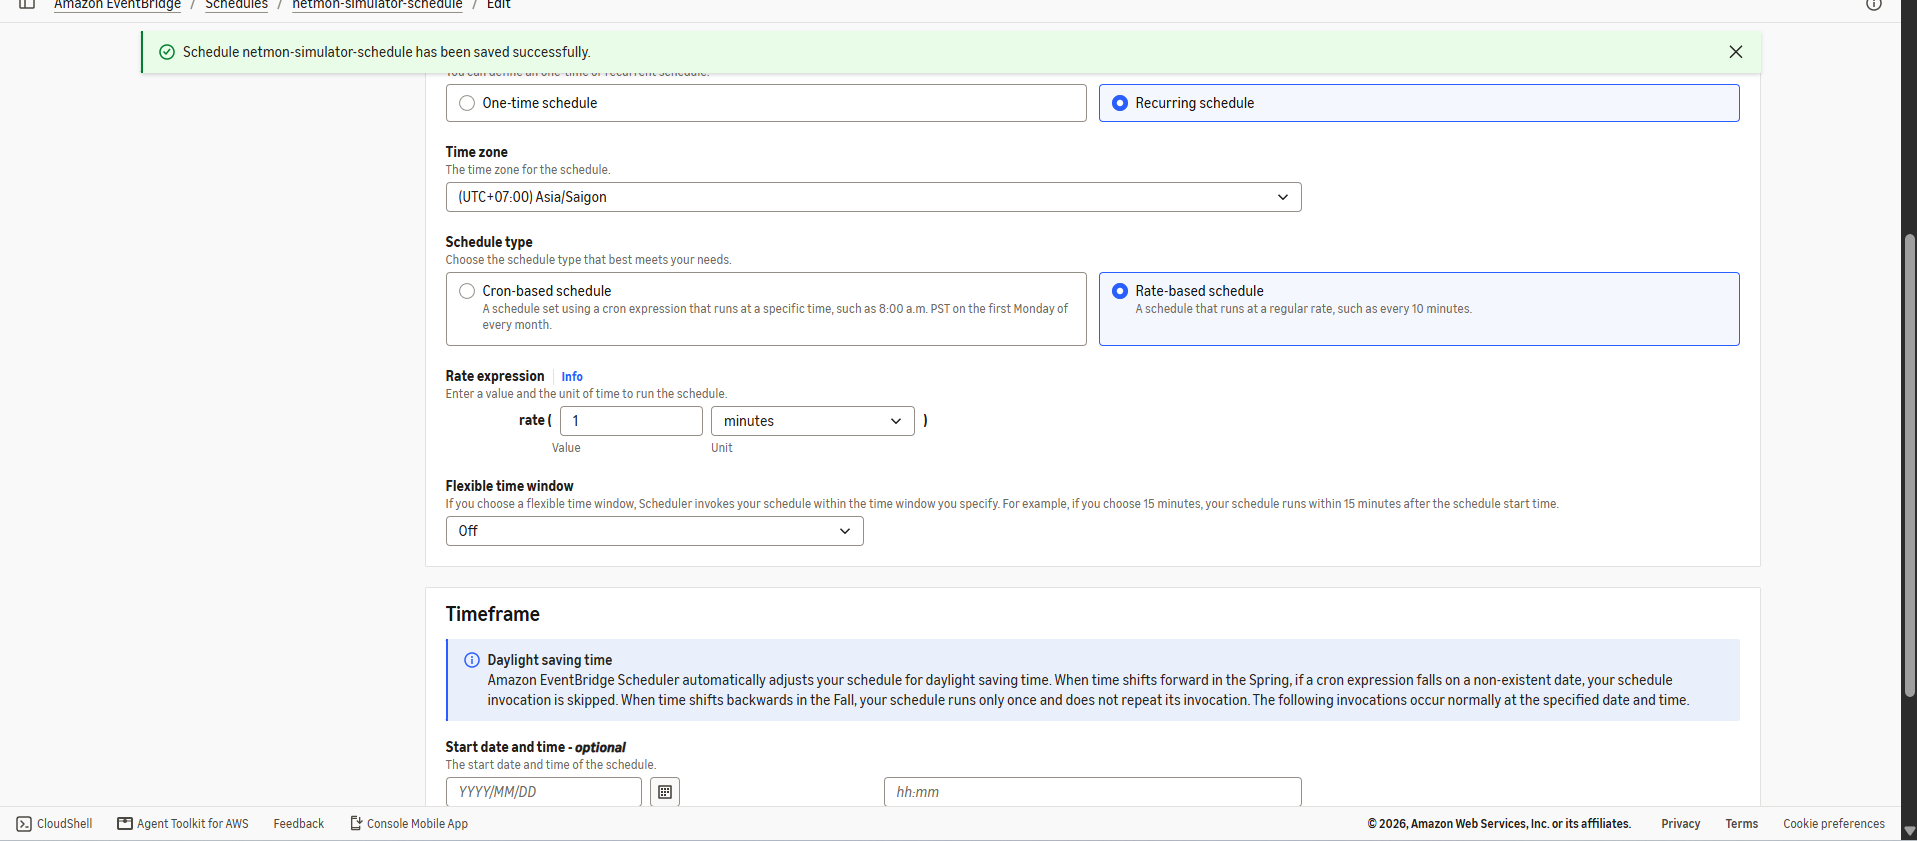 Amazon EventBridge / Schedules / netmon-simulator-schedule / Edit
Schedule netmon-simulator-schedule has been saved successfully.
You can define an one-time or recurrent schedule.
One-time schedule
Recurring schedule
Time zone
The time zone for the schedule.
(UTC+07:00) Asia/Saigon
Schedule type
Choose the schedule type that best meets your needs.
Cron-based schedule
A schedule set using a cron expression that runs at a specific time, such as 8:00 a.m. PST on the first Monday of
every month.
Rate-based schedule
A schedule that runs at a regular rate, such as every 10 minutes.
Rate expression Info
Enter a value and the unit of time to run the schedule.
rate ( 1 minutes )
Value Unit
Flexible time window
If you choose a flexible time window, Scheduler invokes your schedule within the time window you specify. For example, if you choose 15 minutes, your schedule runs within 15 minutes after the schedule start time.
Off
Timeframe
Daylight saving time
Amazon EventBridge Scheduler automatically adjusts your schedule for daylight saving time. When time shifts forward in the Spring, if a cron expression falls on a non-existent date, your schedule
invocation is skipped. When time shifts backwards in the Fall, your schedule runs only once and does not repeat its invocation. The following invocations occur normally at the specified date and time.
Start date and time - optional
The start date and time of the schedule.
YYYY/MM/DD hh:mm
CloudShell Agent Toolkit for AWS Feedback Console Mobile App © 2026, Amazon Web Services, Inc. or its affiliates. Privacy Terms Cookie preferences